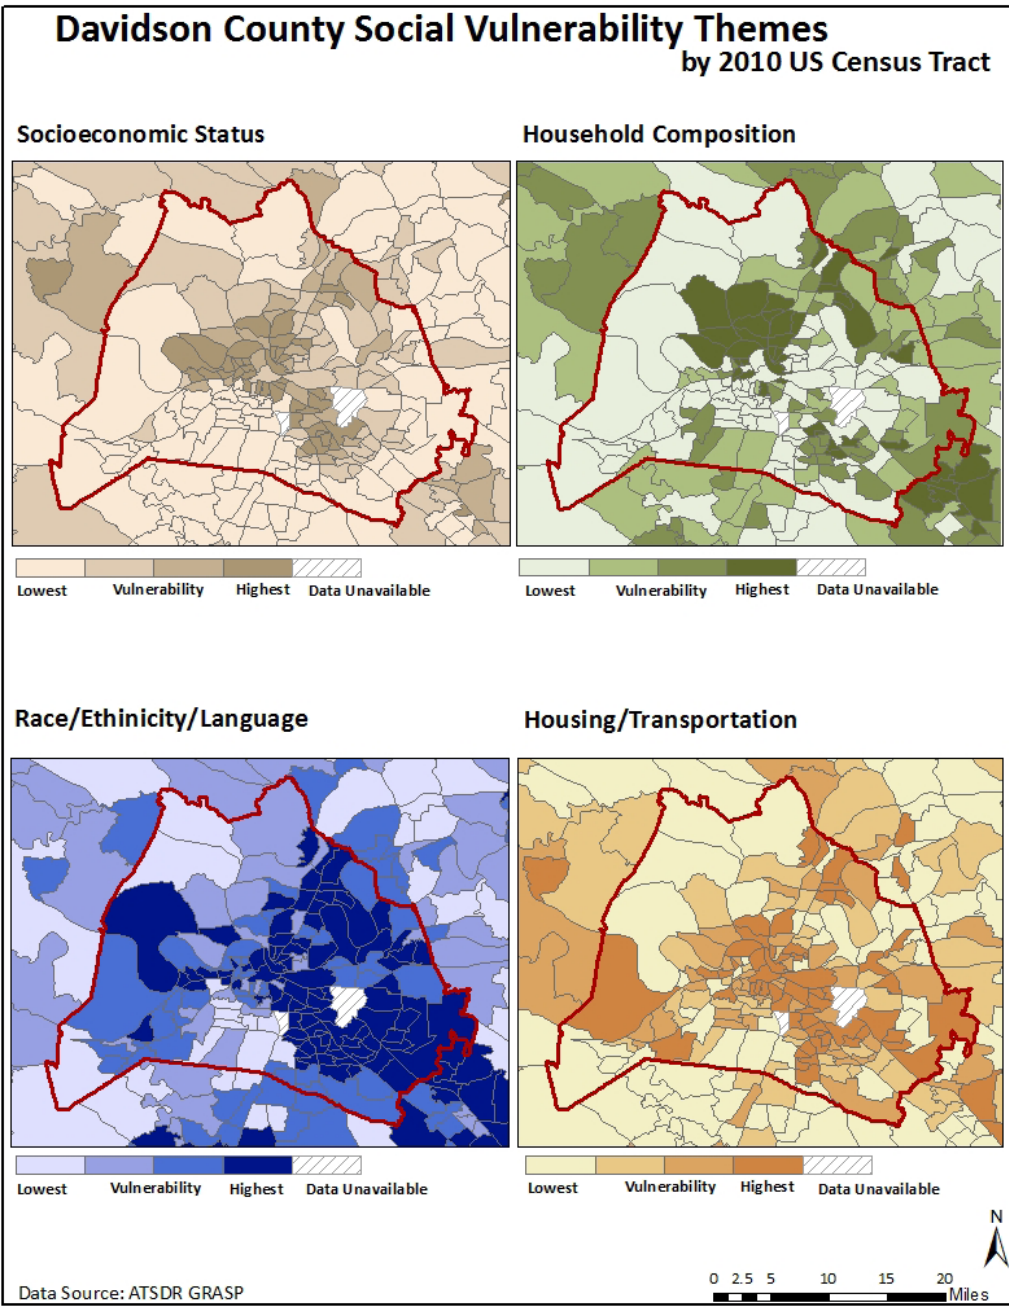 Davidson County Social Vulnerability Themes
by 2010 US Census Tract
Socioeconomic Status
Household Composition
Lowest Vulnerability Highest Data Unavailable
Lowest Vulnerability Highest Data Unavailable
Race/Ethinicity/Language
Housing/Transportation
Lowest Vulnerability Highest Data Unavailable
Lowest Vulnerability Highest Data Unavailable
N
Data Source: ATSDR GRASP
0 2.5 5 10 15 20
Miles